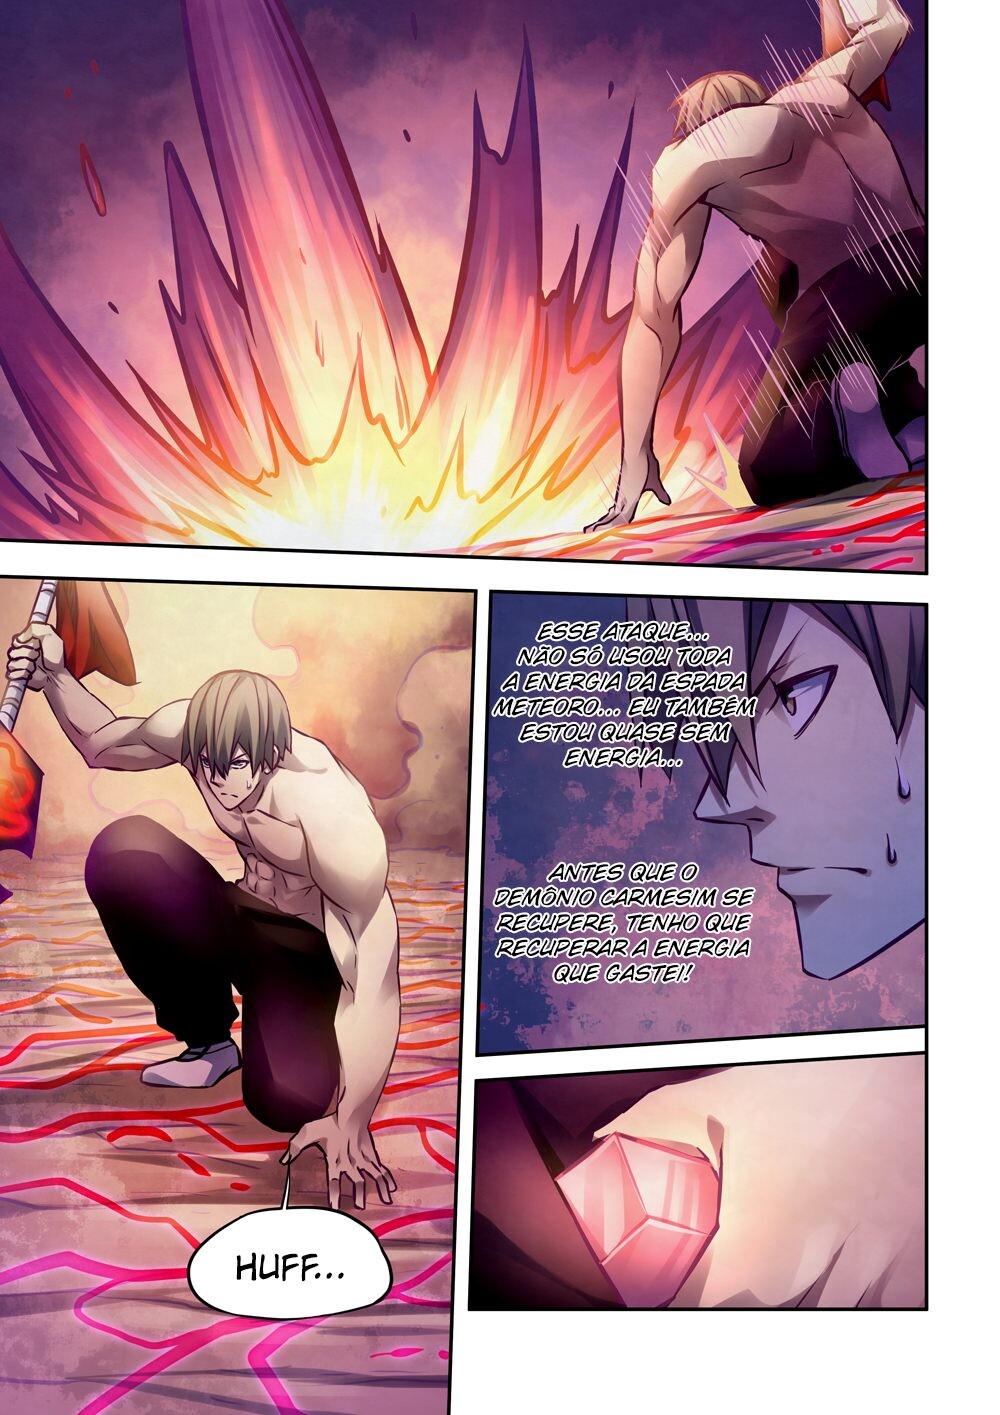 ESSE ATAQUE...
NÃO SÓ USOU TODA
A ENERGIA DA ESPADA
METEORO... EU TAMBÉM
ESTOU QUASE SEM
ENERGIA...
ANTES QUE O
DEMÔNIO CARMESIM SE
RECUPERE, TENHO QUE
RECUPERAR A ENERGIA
QUE GASTEI!
HUFF...